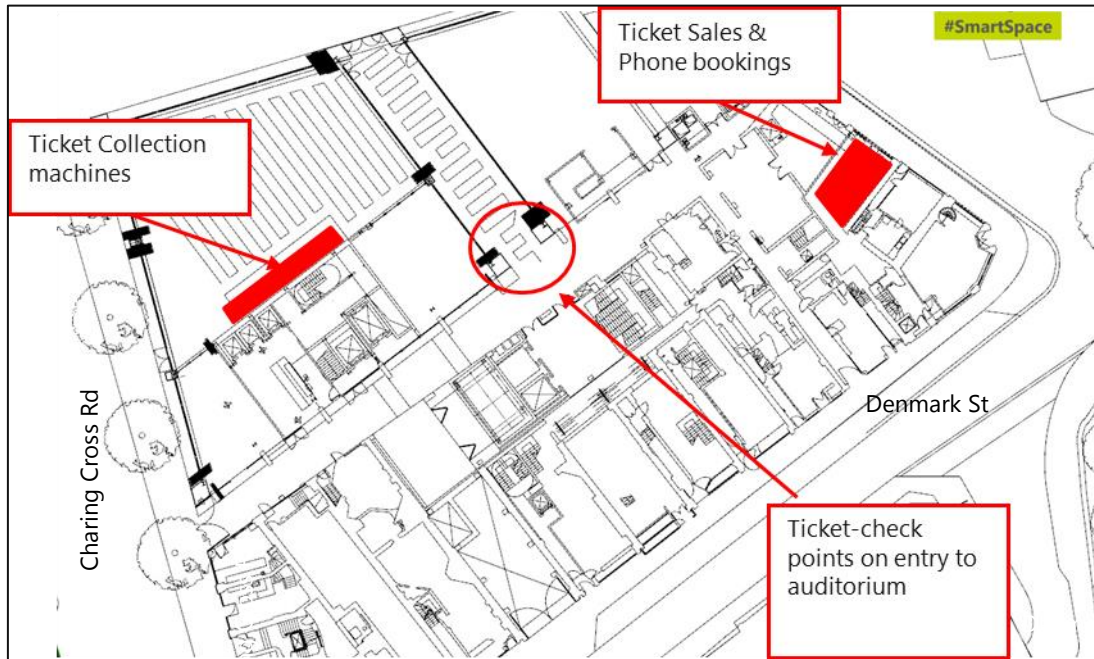 #SmartSpace
Ticket Sales &
Phone bookings
Ticket Collection
machines
Charing Cross Rd
Denmark St
Ticket-check
points on entry to
auditorium